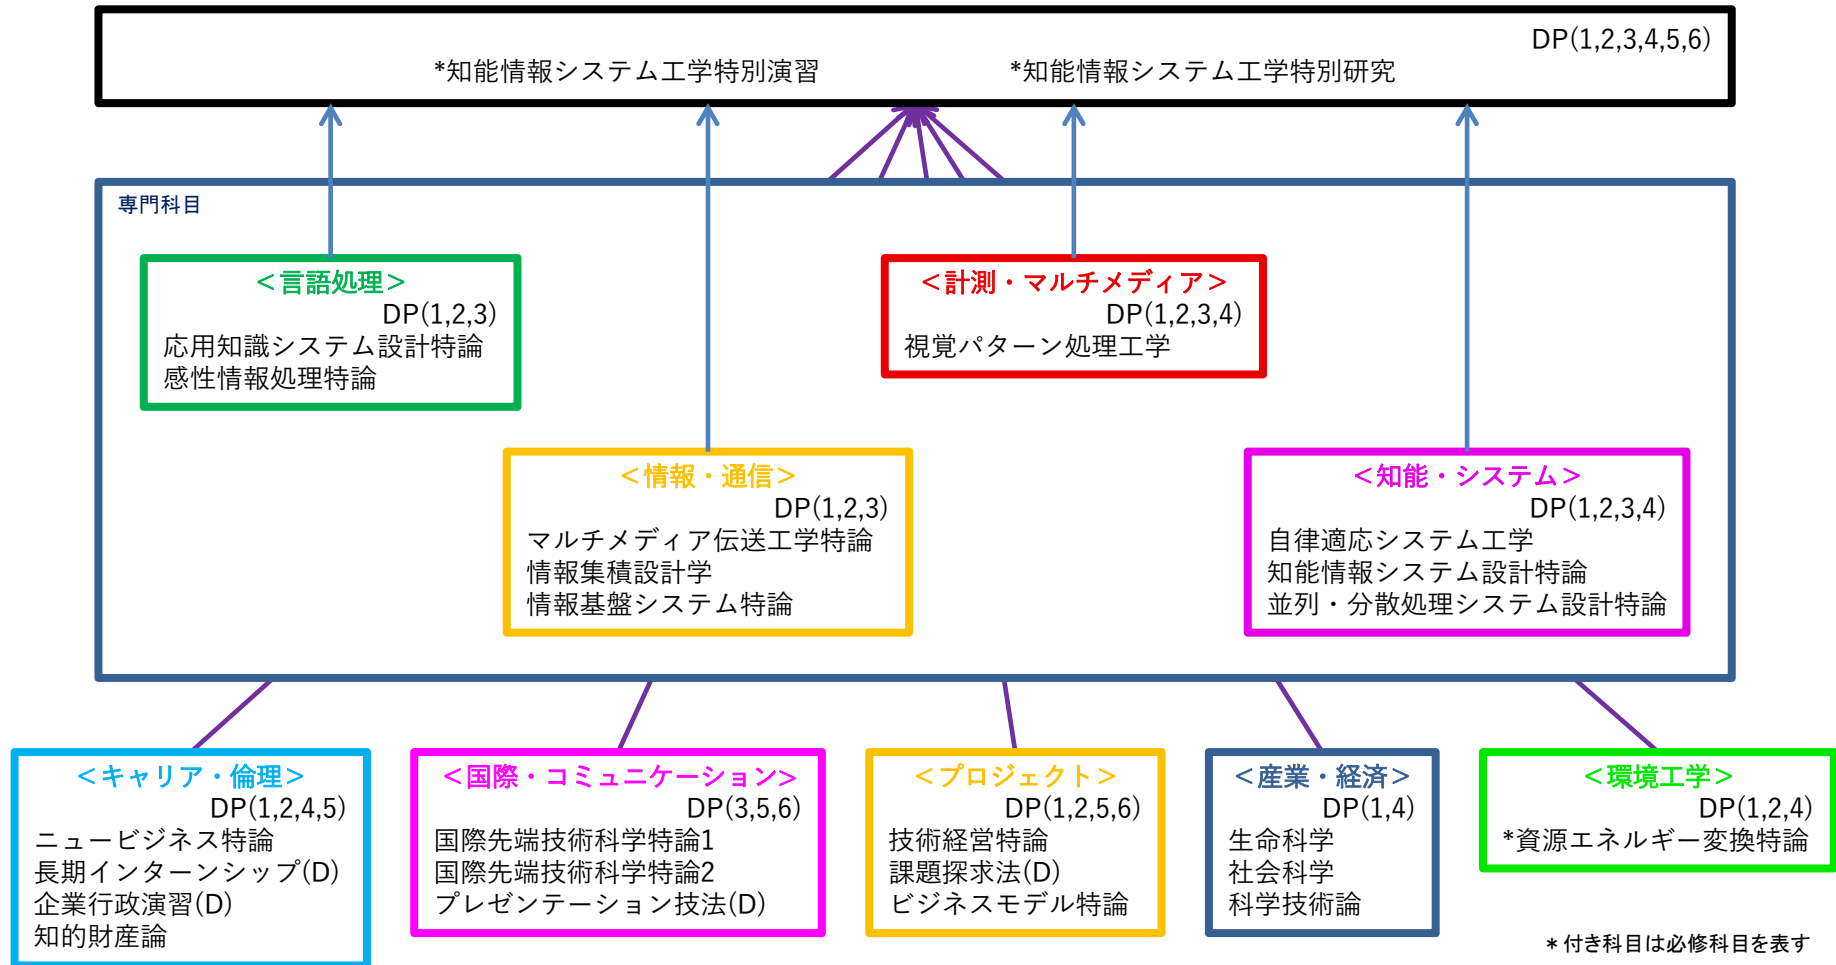 DP(1,2,3,4,5,6)
*知能情報システム工学特別演習 *知能情報システム工学特別研究
専門科目
＜言語処理＞
DP(1,2,3)
応用知識システム設計特論
感性情報処理特論
＜計測・マルチメディア＞
DP(1,2,3,4)
視覚パターン処理工学
＜情報・通信＞
DP(1,2,3)
マルチメディア伝送工学特論
情報集積設計学
情報基盤システム特論
＜知能・システム＞
DP(1,2,3,4)
自律適応システム工学
知能情報システム設計特論
並列・分散処理システム設計特論
＜キャリア・倫理＞
DP(1,2,4,5)
ニュービジネス特論
長期インターンシップ(D)
企業行政演習(D)
知的財産論
＜国際・コミュニケーション>
DP(3,5,6)
国際先端技術科学特論1
国際先端技術科学特論2
プレゼンテーション技法(D)
＜プロジェクト＞
DP(1,2,5,6)
技術経営特論
課題探求法(D)
ビジネスモデル特論
＜産業・経済＞
DP(1,4)
生命科学
社会科学
科学技術論
＜環境工学＞
DP(1,2,4)
*資源エネルギー変換特論
* 付き科目は必修科目を表す